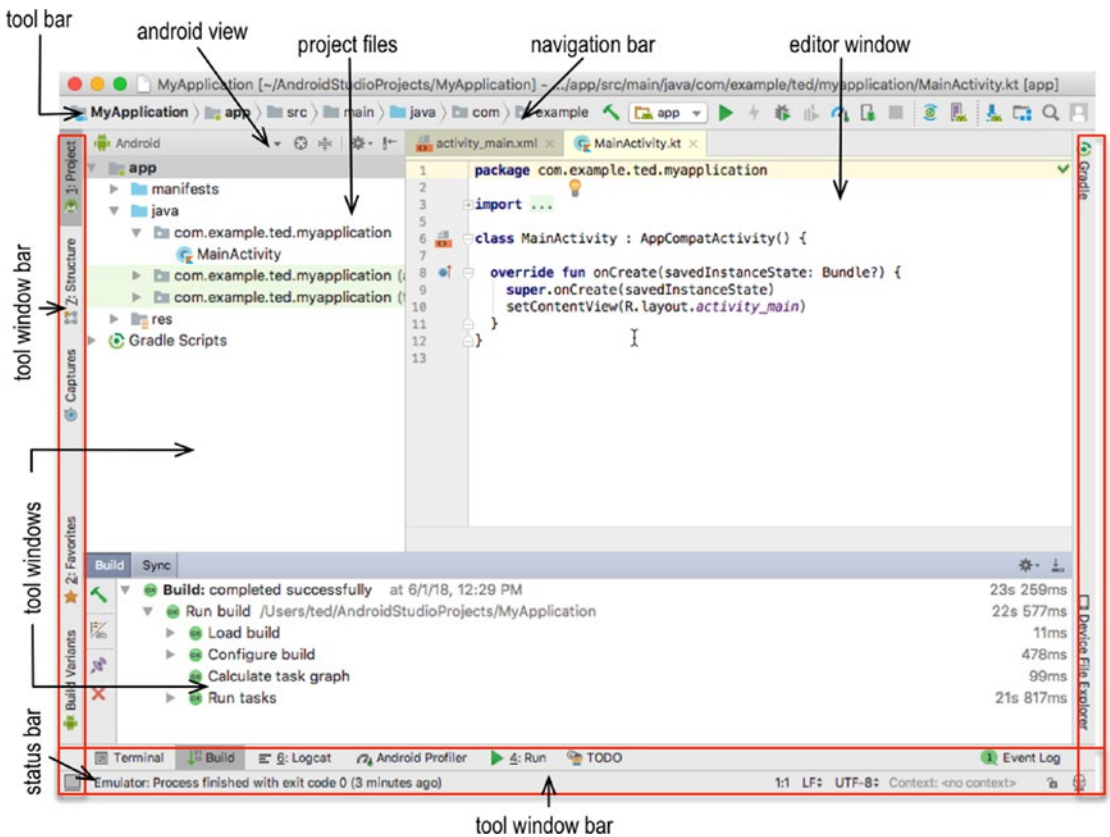 tool bar
android view
project files
navigation bar
editor window
MyApplication [~/AndroidStudioProjects/MyApplication] - .../app/src/main/java/com/example/ted/myapplication/MainActivity.kt [app]
MyApplication app src main java com example app
1: Project
Android
activity_main.xml
MainActivity.kt
Gradle
app
manifests
java
com.example.ted.myapplication
MainActivity
com.example.ted.myapplication (a
com.example.ted.myapplication (t
res
Gradle Scripts
1 package com.example.ted.myapplication
2
3 import ...
5
6 class MainActivity : AppCompatActivity() {
7
8 override fun onCreate(savedInstanceState: Bundle?) {
9 super.onCreate(savedInstanceState)
10 setContentView(R.layout.activity_main)
11 }
12 }
13
tool window bar
Z: Structure
Captures
tool windows
2: Favorites
Build Variants
status bar
Build Sync
Build: completed successfully at 6/1/18, 12:29 PM 23s 259ms
Run build /Users/ted/AndroidStudioProjects/MyApplication 22s 577ms
Load build 11ms
Configure build 478ms
Calculate task graph 99ms
Run tasks 21s 817ms
Device File Explorer
Terminal Build 6: Logcat Android Profiler 4: Run TODO 1 Event Log
Emulator: Process finished with exit code 0 (3 minutes ago) 1:1 LF UTF-8 Context: <no context>
tool window bar